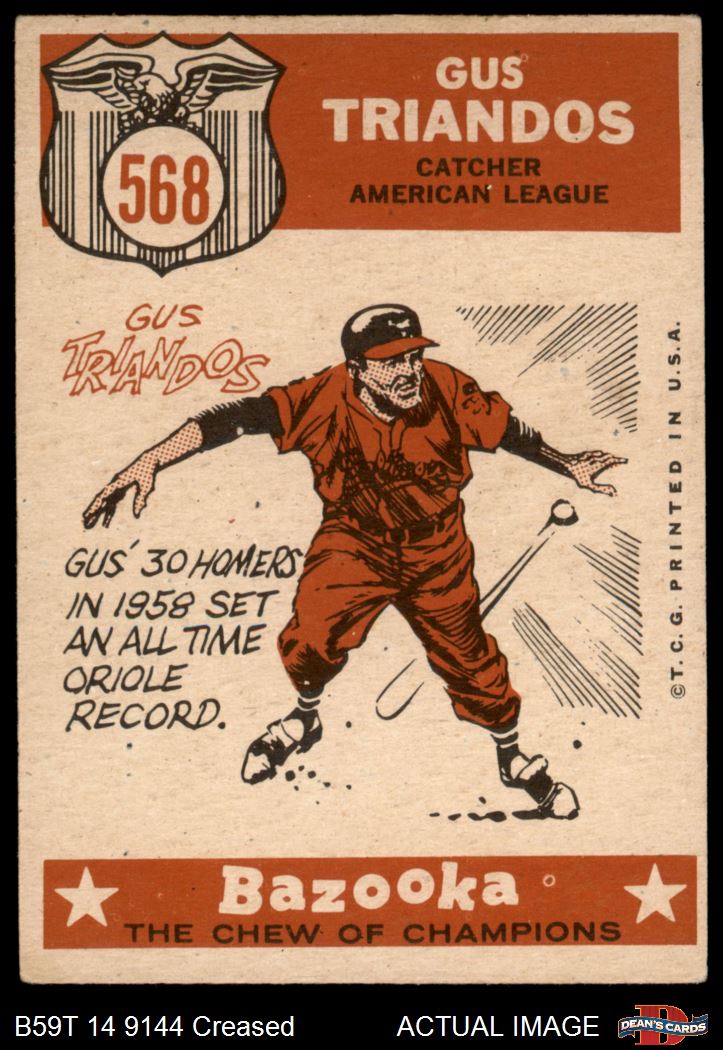 568
GUS
TRIANDOS
CATCHER
AMERICAN LEAGUE
GUS
TRIANDOS
GUS' 30 HOMERS
IN 1958 SET
AN ALL TIME
ORIOLE
RECORD.
©T.C.G. PRINTED IN U.S.A.
Bazooka
THE CHEW OF CHAMPIONS
B59T 14 9144 Creased
ACTUAL IMAGE
DEAN'S CARDS